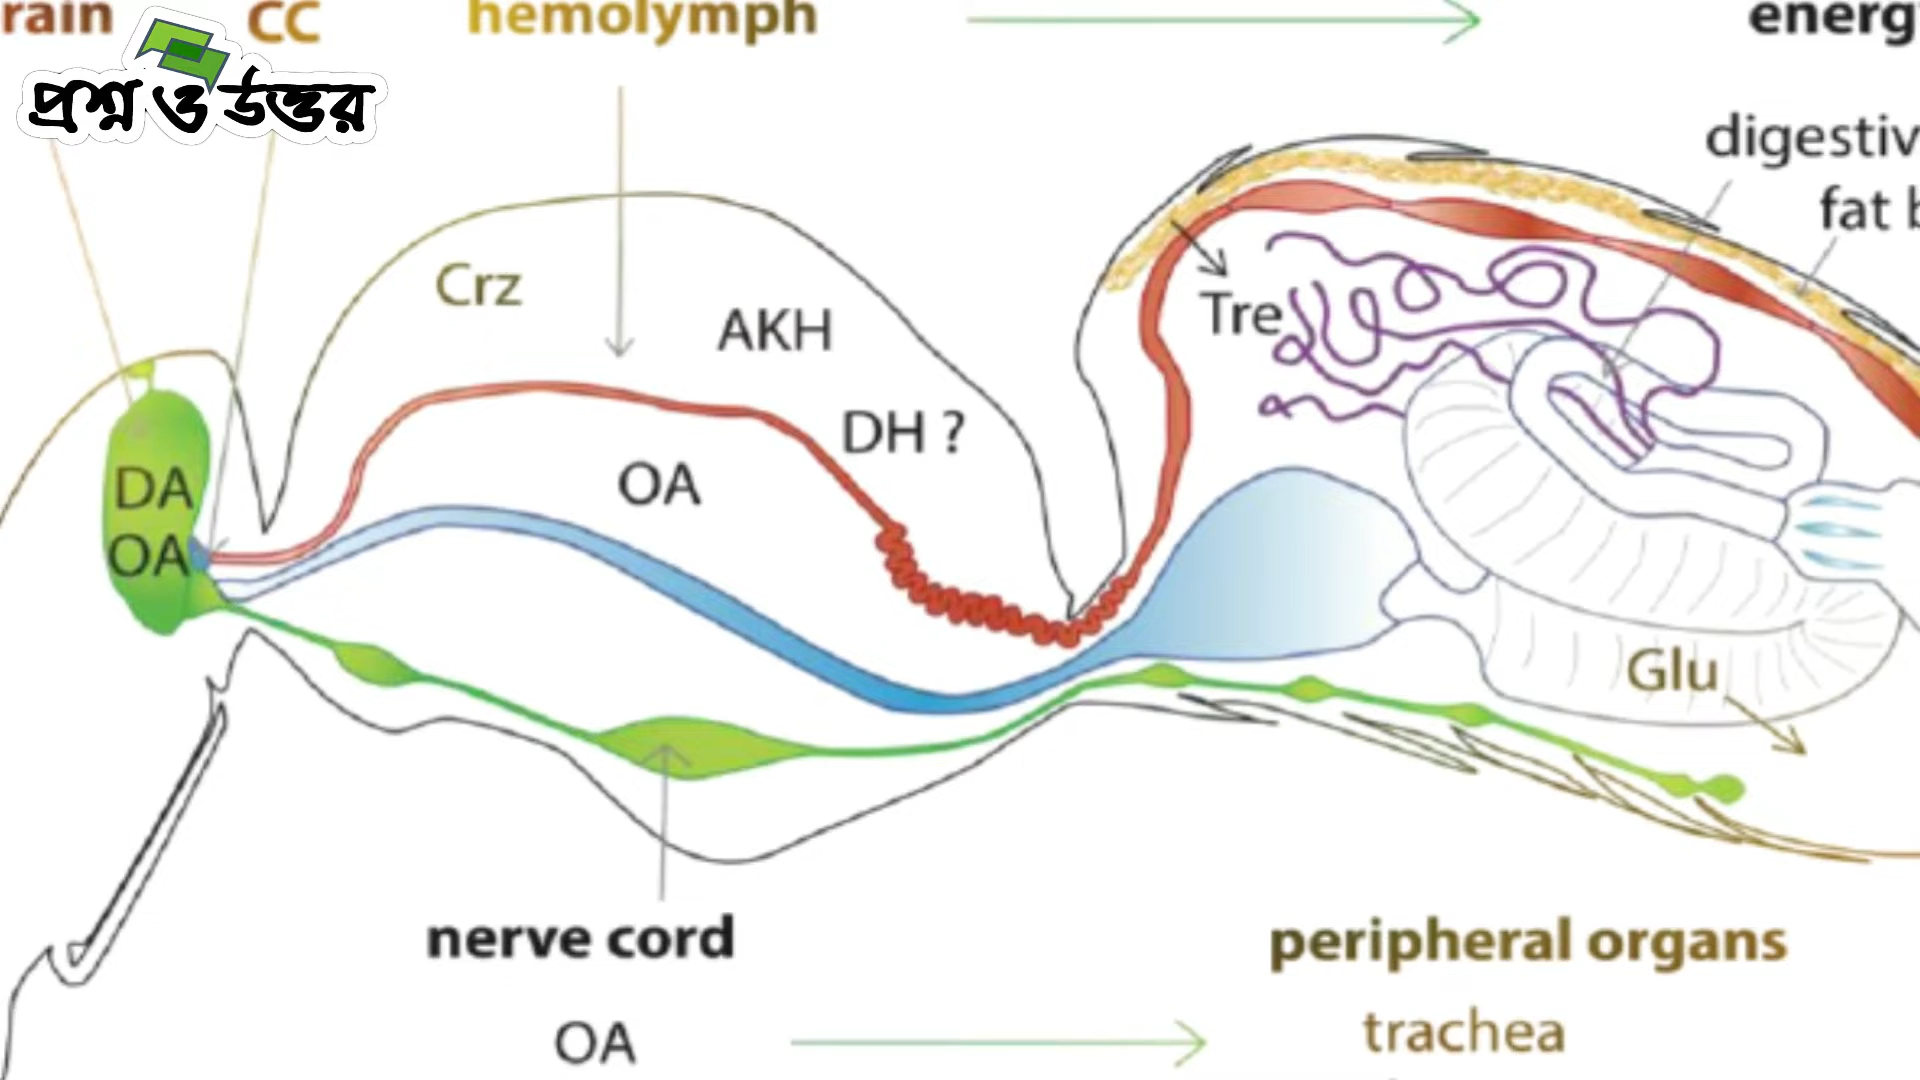 rain CC hemolymph energ
প্রশ্ন ও উত্তর
digestiv
fat b
Crz
AKH
Tre
DH ?
OA
DA
OA
Glu
nerve cord
peripheral organs
OA
trachea